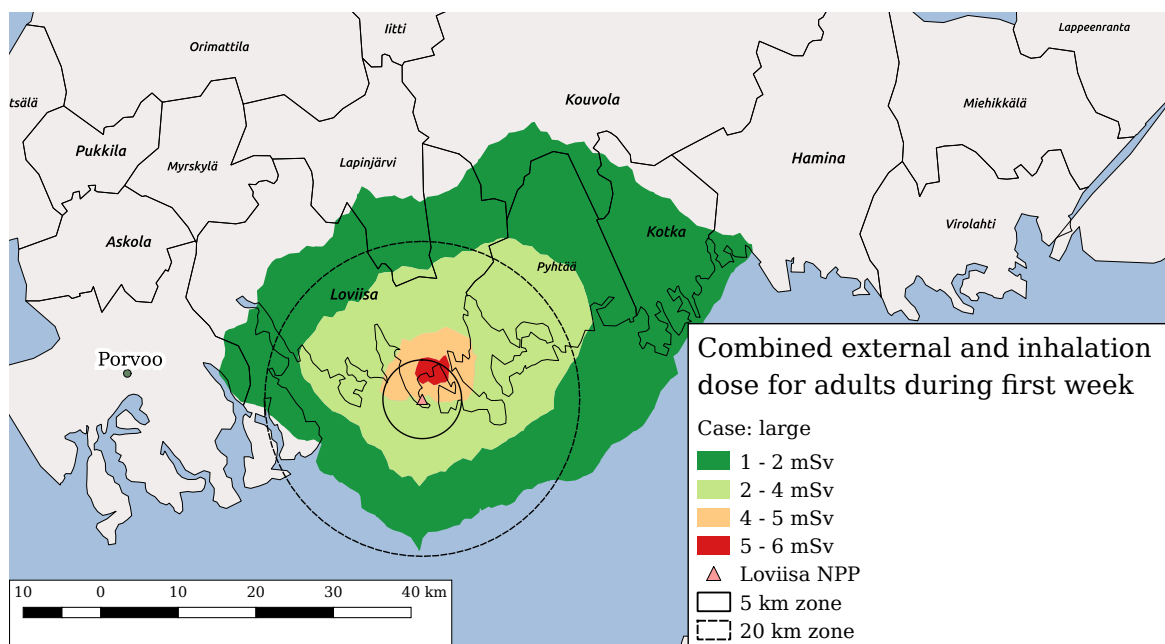 Iitti
Lappeenranta
Orimattila
tsälä
Kouvola
Miehikkälä
Pukkila
Myrskylä
Lapinjärvi
Hamina
Askola
Kotka
Virolahti
Pyhtää
Loviisa
Porvoo
Combined external and inhalation
dose for adults during first week
Case: large
1 - 2 mSv
2 - 4 mSv
4 - 5 mSv
5 - 6 mSv
Loviisa NPP
5 km zone
20 km zone
10 0 10 20 30 40 km